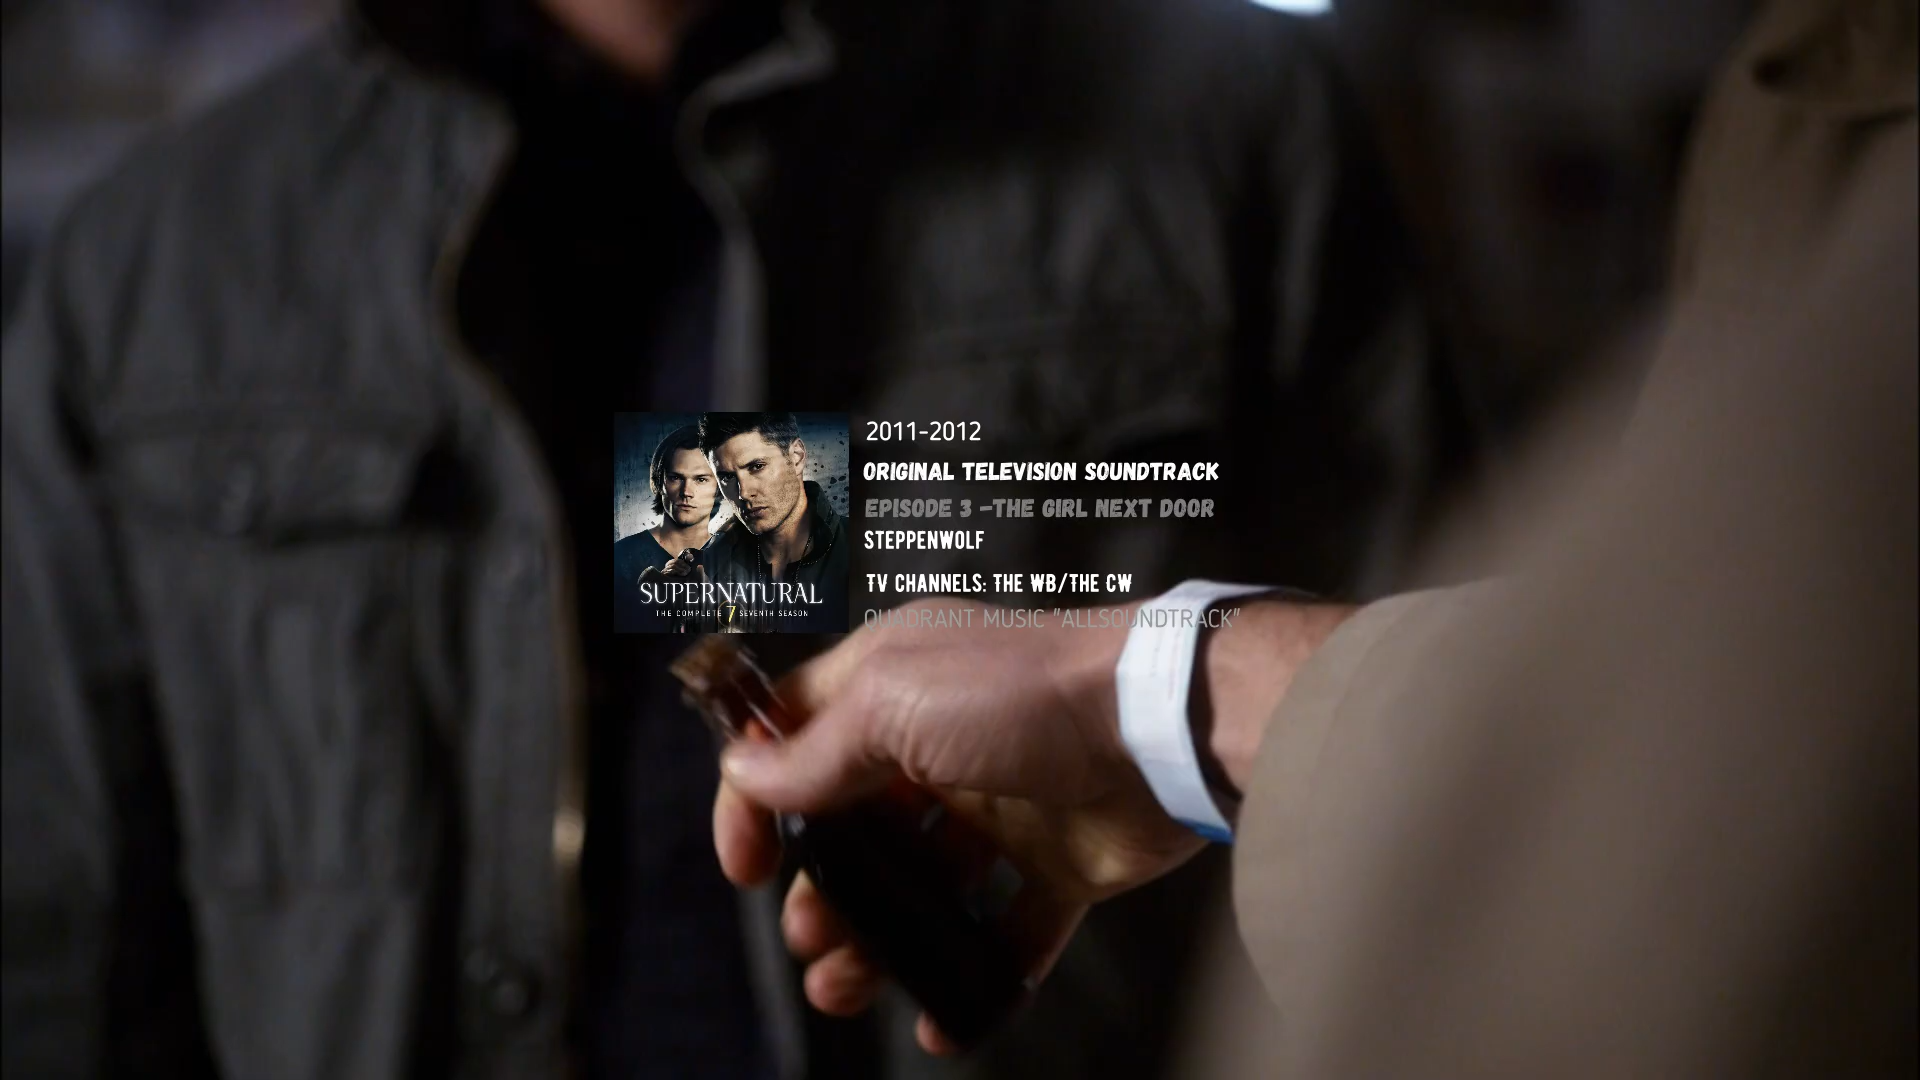 2011-2012
ORIGINAL TELEVISION SOUNDTRACK
EPISODE 3 -THE GIRL NEXT DOOR
STEPPENWOLF
TV CHANNELS: THE WB/THE CW
QUADRANT MUSIC "ALLSOUNDTRACK"
SUPERNATURAL
THE COMPLETE 7 SEVENTH SEASON